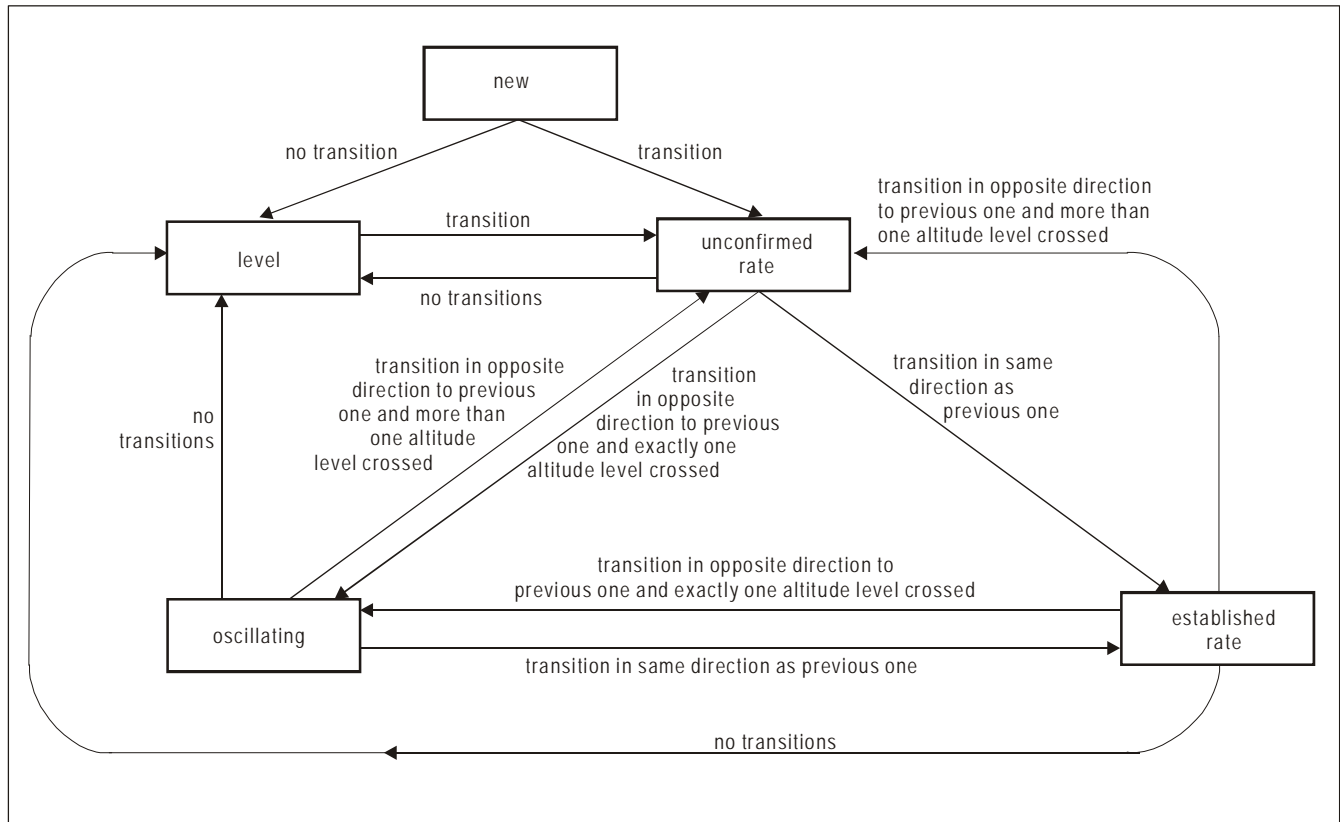 new
no transition
transition
transition in opposite direction
to previous one and more than
one altitude level crossed
level
transition
unconfirmed
rate
no transitions
transition in opposite
direction to previous
one and more than
one altitude
level crossed
transition
in opposite
direction to previous
one and exactly one
altitude level crossed
transition in same
direction as
previous one
no
transitions
transition in opposite direction to
previous one and exactly one altitude level crossed
oscillating
established
rate
transition in same direction as previous one
no transitions